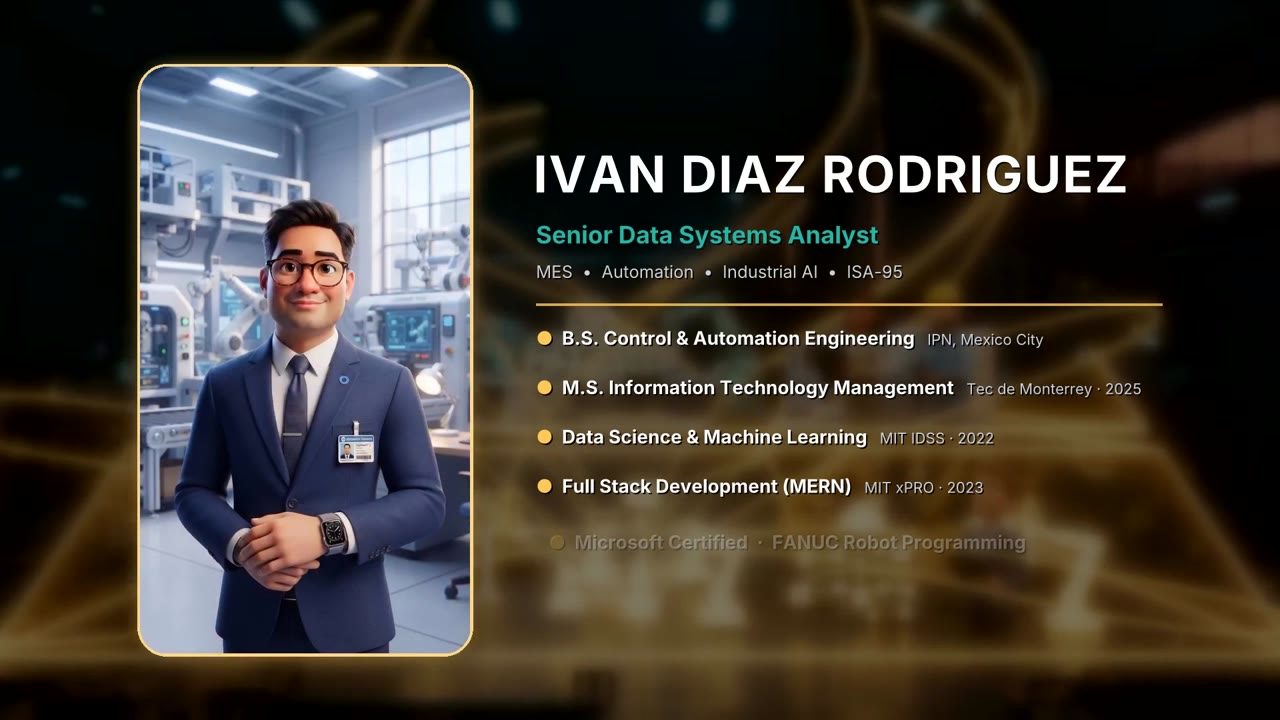 IVAN DIAZ RODRIGUEZ
Senior Data Systems Analyst
MES • Automation • Industrial AI • ISA-95
B.S. Control & Automation Engineering IPN, Mexico City
M.S. Information Technology Management Tec de Monterrey · 2025
Data Science & Machine Learning MIT IDSS · 2022
Full Stack Development (MERN) MIT xPRO · 2023
Microsoft Certified · FANUC Robot Programming